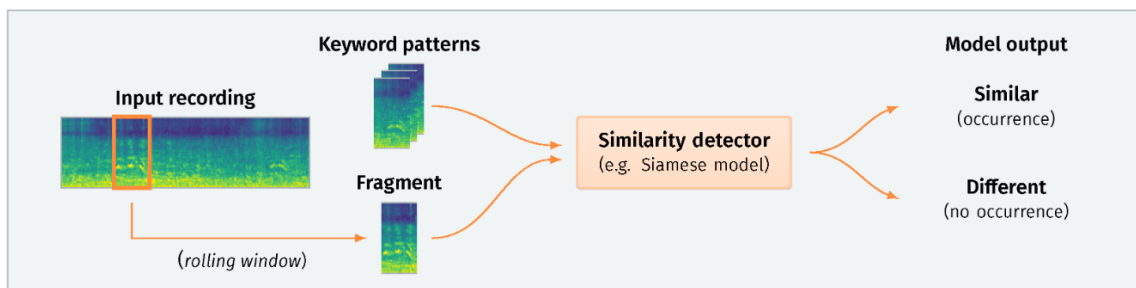 Keyword patterns
Model output
Input recording
Similar
(occurrence)
Similarity detector
(e.g. Siamese model)
Fragment
Different
(no occurrence)
(rolling window)